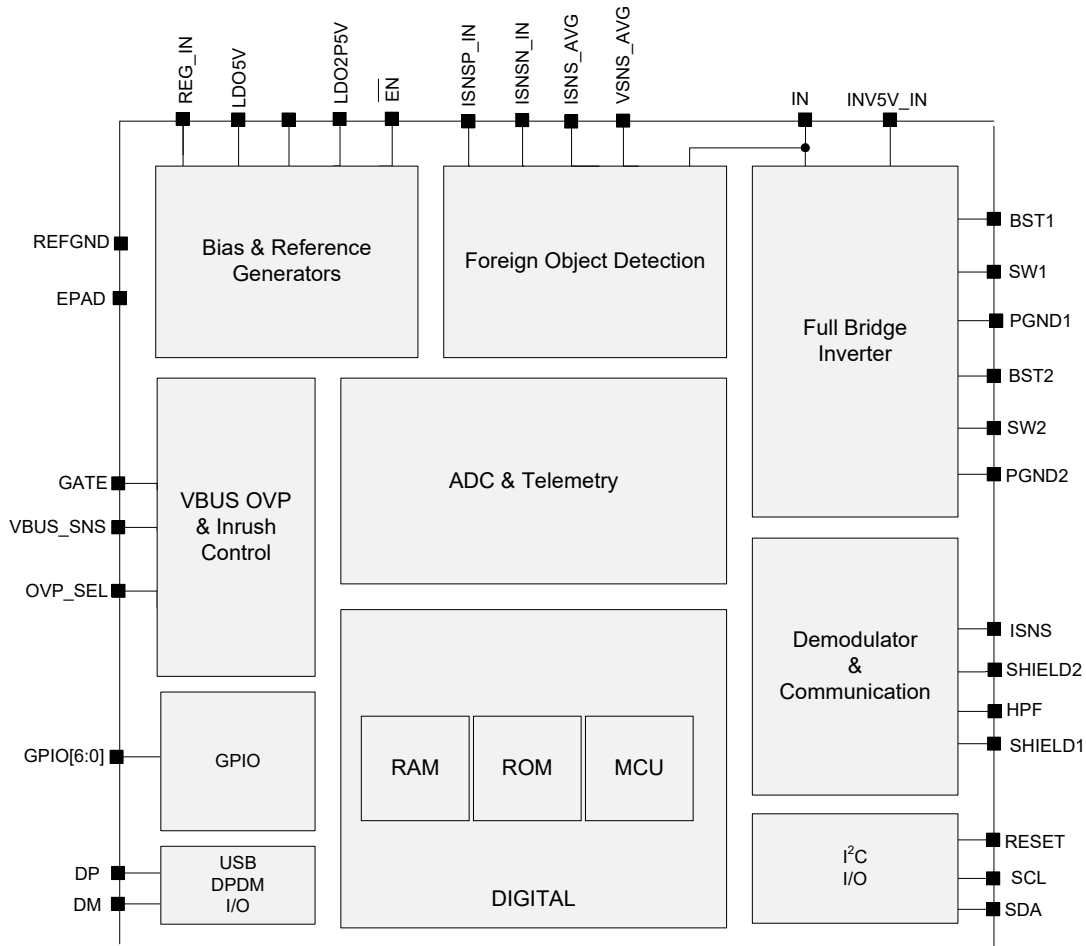 REG_IN
LDO5V
LDO2P5V
EN
ISNSP_IN
ISNSN_IN
ISNS_AVG
VSNS_AVG
IN
INV5V_IN
REFGND
EPAD
Bias & Reference
Generators
Foreign Object Detection
Full Bridge
Inverter
BST1
SW1
PGND1
BST2
SW2
PGND2
GATE
VBUS_SNS
OVP_SEL
VBUS OVP
& Inrush
Control
ADC & Telemetry
Demodulator
&
Communication
ISNS
SHIELD2
HPF
SHIELD1
GPIO[6:0]
GPIO
RAM
ROM
MCU
DIGITAL
DP
DM
USB
DPDM
I/O
I²C
I/O
RESET
SCL
SDA